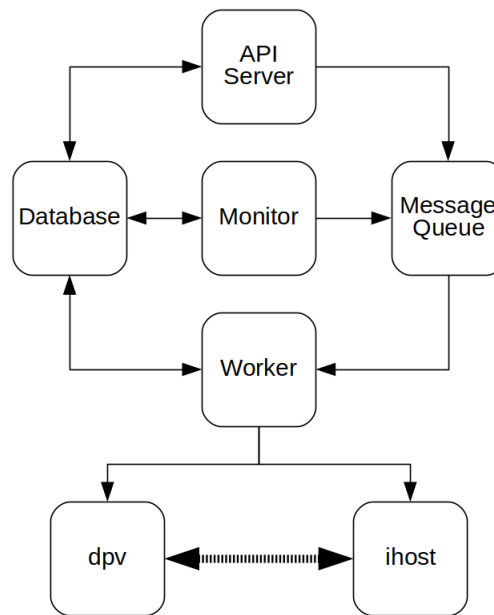 API
Server
Database
Monitor
Message
Queue
Worker
dpv
ihost